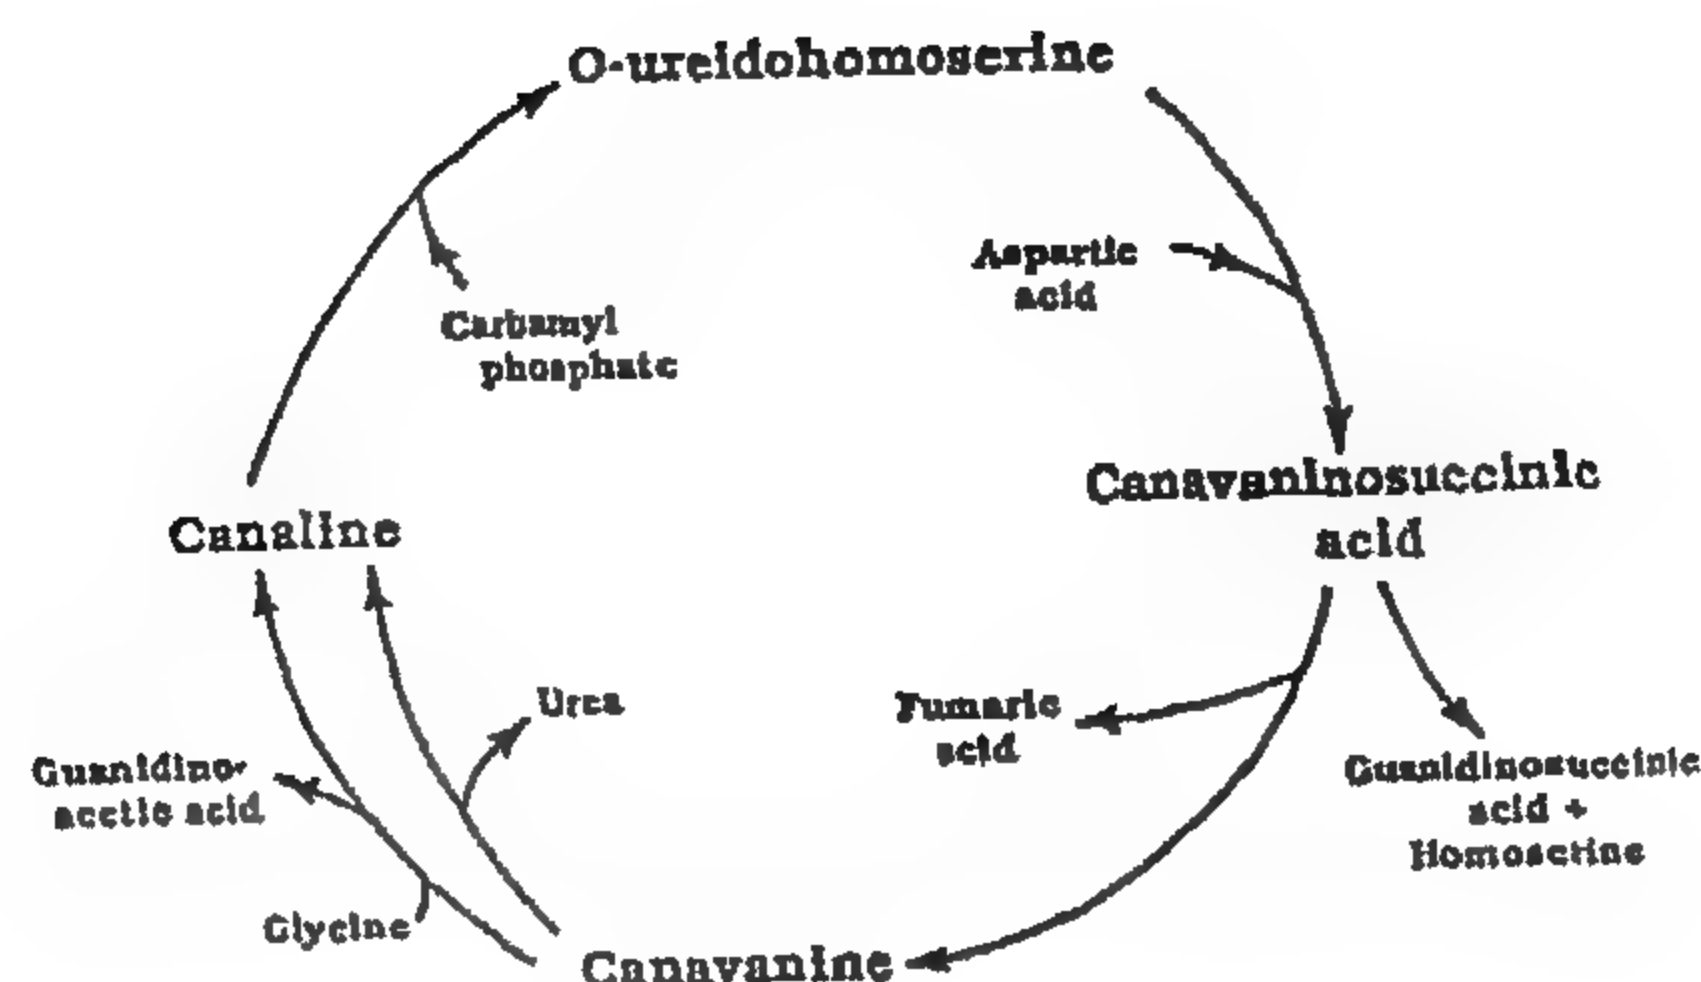 O-ureidohomoserine
Aspartic
acid
Carbamyl
phosphate
Canavaninosuccinic
acid
Canaline
Urea
Fumaric
acid
Guanidino-
acetic acid
Guanidinosuccinic
acid +
Homoserine
Glycine
Canavanine